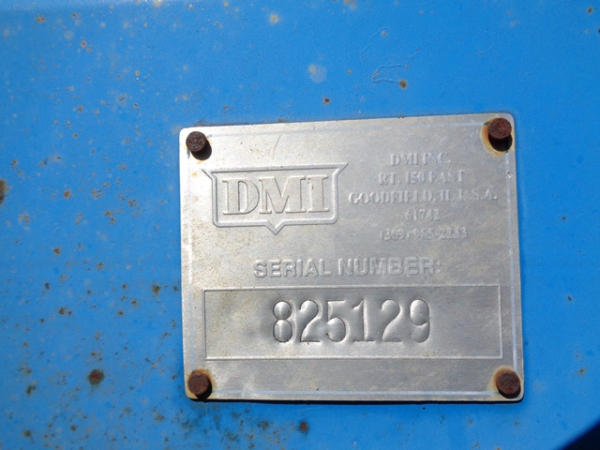 DMI
DMI INC.
RT. 150 EAST
GOODFIELD, IL U.S.A.
61742
SERIAL NUMBER:
825129